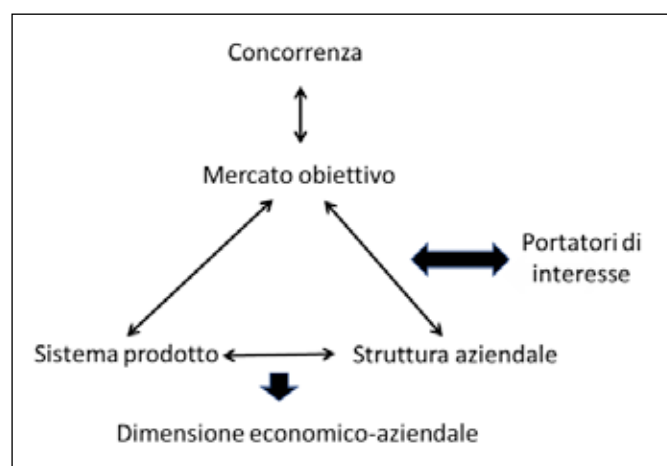 Concorrenza
Mercato obiettivo
Portatori di
interesse
Sistema prodotto
Struttura aziendale
Dimensione economico-aziendale